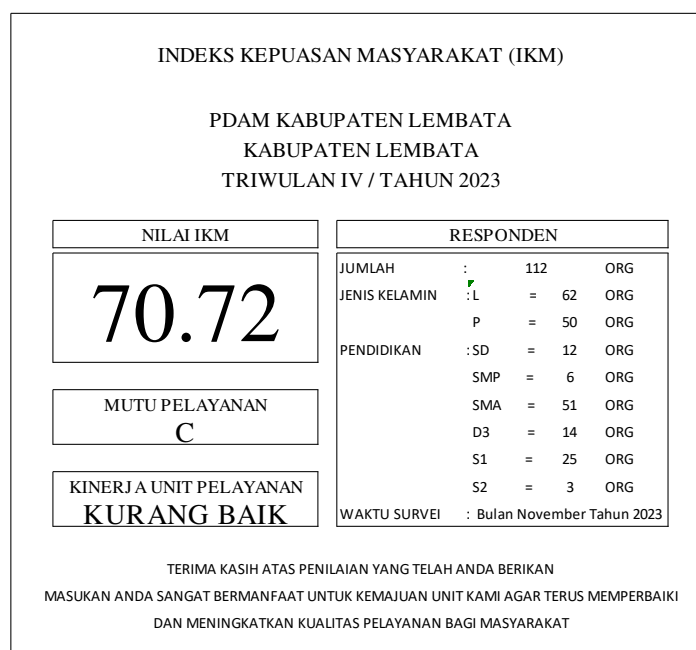 INDEKS KEPUASAN MASYARAKAT (IKM)
PDAM KABUPATEN LEMBATA
KABUPATEN LEMBATA
TRIWULAN IV / TAHUN 2023
NILAI IKM
70.72
MUTU PELAYANAN
C
KINERJA UNIT PELAYANAN
KURANG BAIK
RESPONDEN
JUMLAH : 112 ORG
JENIS KELAMIN : L = 62 ORG
P = 50 ORG
PENDIDIKAN : SD = 12 ORG
SMP = 6 ORG
SMA = 51 ORG
D3 = 14 ORG
S1 = 25 ORG
S2 = 3 ORG
WAKTU SURVEI : Bulan November Tahun 2023
TERIMA KASIH ATAS PENILAIAN YANG TELAH ANDA BERIKAN
MASUKAN ANDA SANGAT BERMANFAAT UNTUK KEMAJUAN UNIT KAMI AGAR TERUS MEMPERBAIKI
DAN MENINGKATKAN KUALITAS PELAYANAN BAGI MASYARAKAT